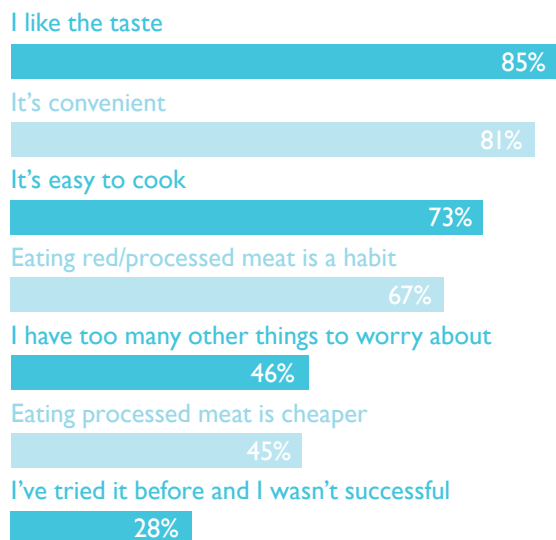 I like the taste
85%
It's convenient
81%
It's easy to cook
73%
Eating red/processed meat is a habit
67%
I have too many other things to worry about
46%
Eating processed meat is cheaper
45%
I've tried it before and I wasn't successful
28%